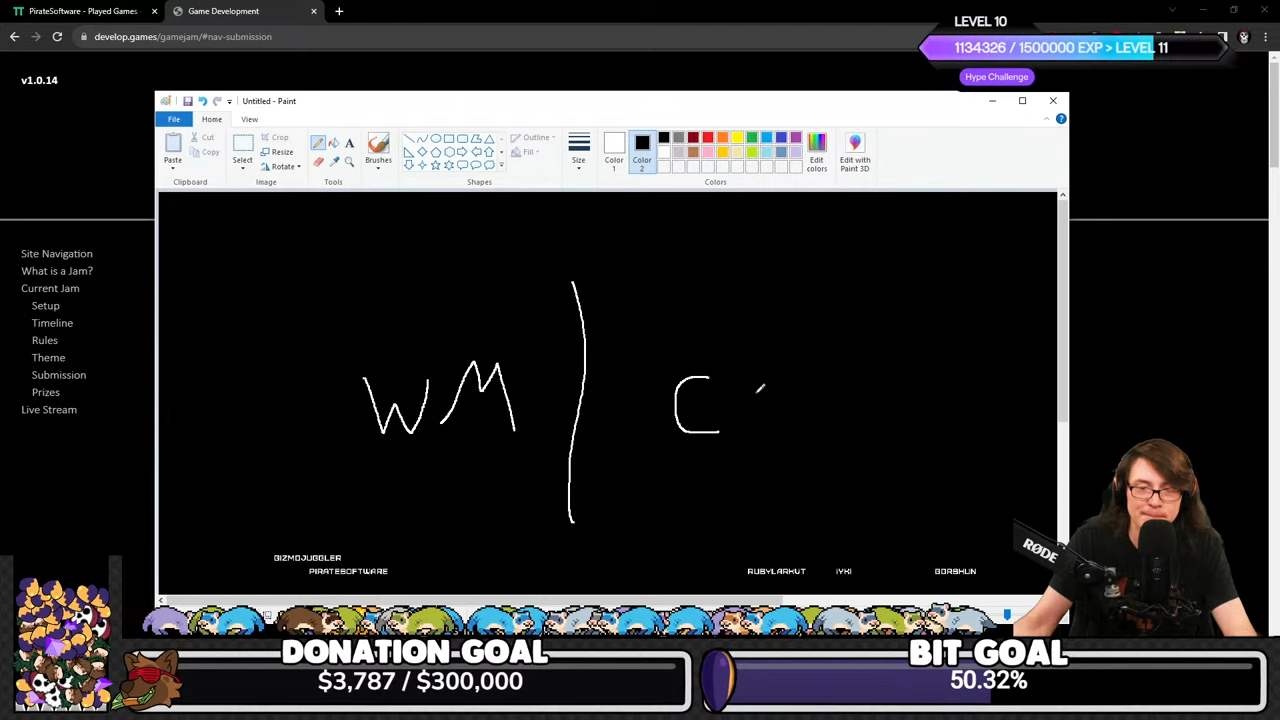 PirateSoftware - Played Games -
Game Development
develop.games/gamejam/#nav-submission
LEVEL 10
1134326 / 1500000 EXP > LEVEL 11
Hype Challenge
v1.0.14
Untitled - Paint
File Home View
Paste
Cut
Copy
Clipboard
Select
Crop
Resize
Rotate
Image
Tools
Brushes
Outline
Fill
Shapes
Size
Color 1
Color 2
Colors
Edit colors
Edit with Paint 3D
Site Navigation
What is a Jam?
Current Jam
Setup
Timeline
Rules
Theme
Submission
Prizes
Live Stream
WM C
GIZMOJUGGLER
PIRATESOFTWARE
RUBYLARKUT IYKI BORSHUN
RØDE
DONATION GOAL
$3,787 / $300,000
BIT GOAL
50.32%